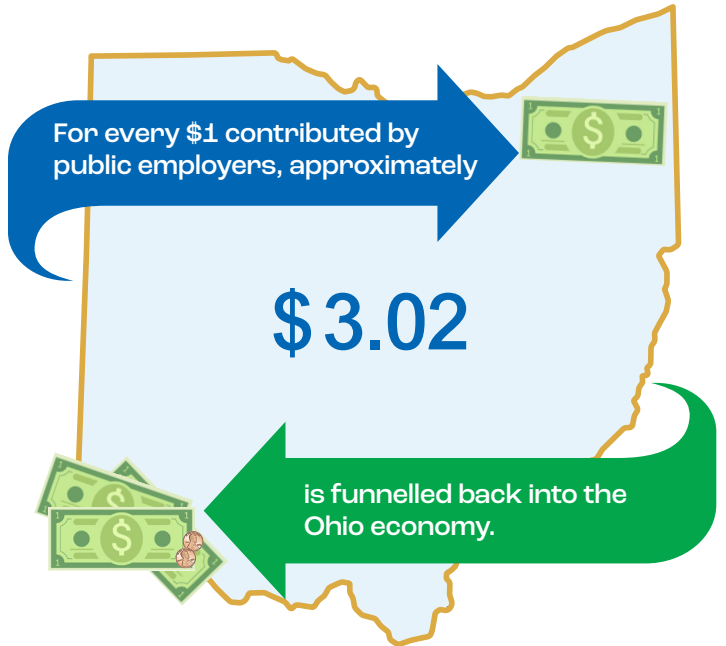 For every $1 contributed by
public employers, approximately
$3.02
is funnelled back into the
Ohio economy.